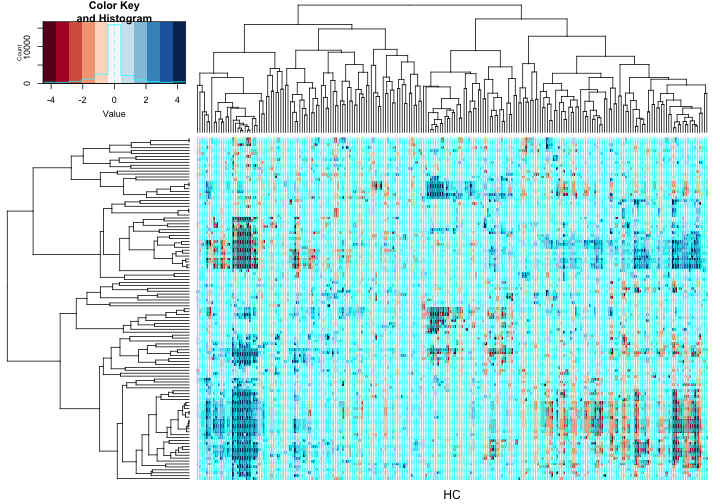 Color Key
and Histogram
Count
0 10000
-4 -2 0 2 4
Value
HC